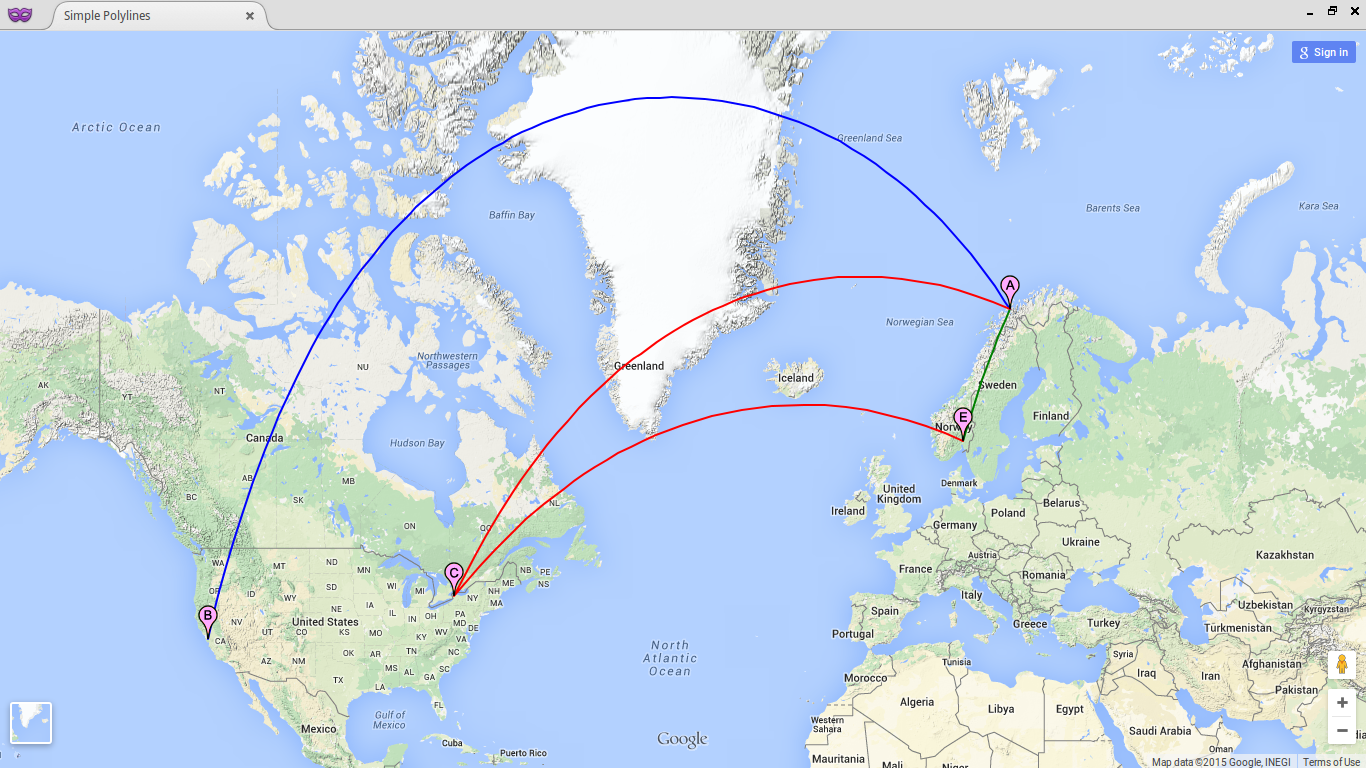 Simple Polylines
Sign in
Arctic Ocean
Greenland Sea
Baffin Bay
Barents Sea
Kara Sea
A
Norwegian Sea
Northwestern
Passages
NU
Greenland
Iceland
Sweden
AK
YT
NT
E
Norw
Finland
Canada
Hudson Bay
AB
MB
BC
SK
NL
ON
QC
Denmark
United
Kingdom
Ireland
Belarus
Poland
Germany
Ukraine
Austria
France
Romania
Kazakhstan
WA
MT
ND
MN
C
NB
PE
NS
ME
OR
ID
SD
WI
MI
NH
NY
MA
WY
Italy
Spain
Portugal
Greece
Turkey
Uzbekistan
Kyrgyzstan
Turkmenistan
B
NE
IA
IL
IN
OH
PA
MD
DE
NV
UT
CO
United States
KS
MO
KY
WV
VA
CA
AZ
NM
OK
AR
TN
NC
MS
AL
SC
GA
TX
LA
FL
North
Atlantic
Ocean
Tunisia
Syria
Iraq
Iran
Afghanistan
Pakistan
Morocco
Algeria
Libya
Egypt
Western
Sahara
Saudi Arabia
Oman
Gulf of
Mexico
Mexico
Cuba
Puerto Rico
Google
Mauritania
Mali
Niger
Map data ©2015 Google, INEGI
Terms of Use